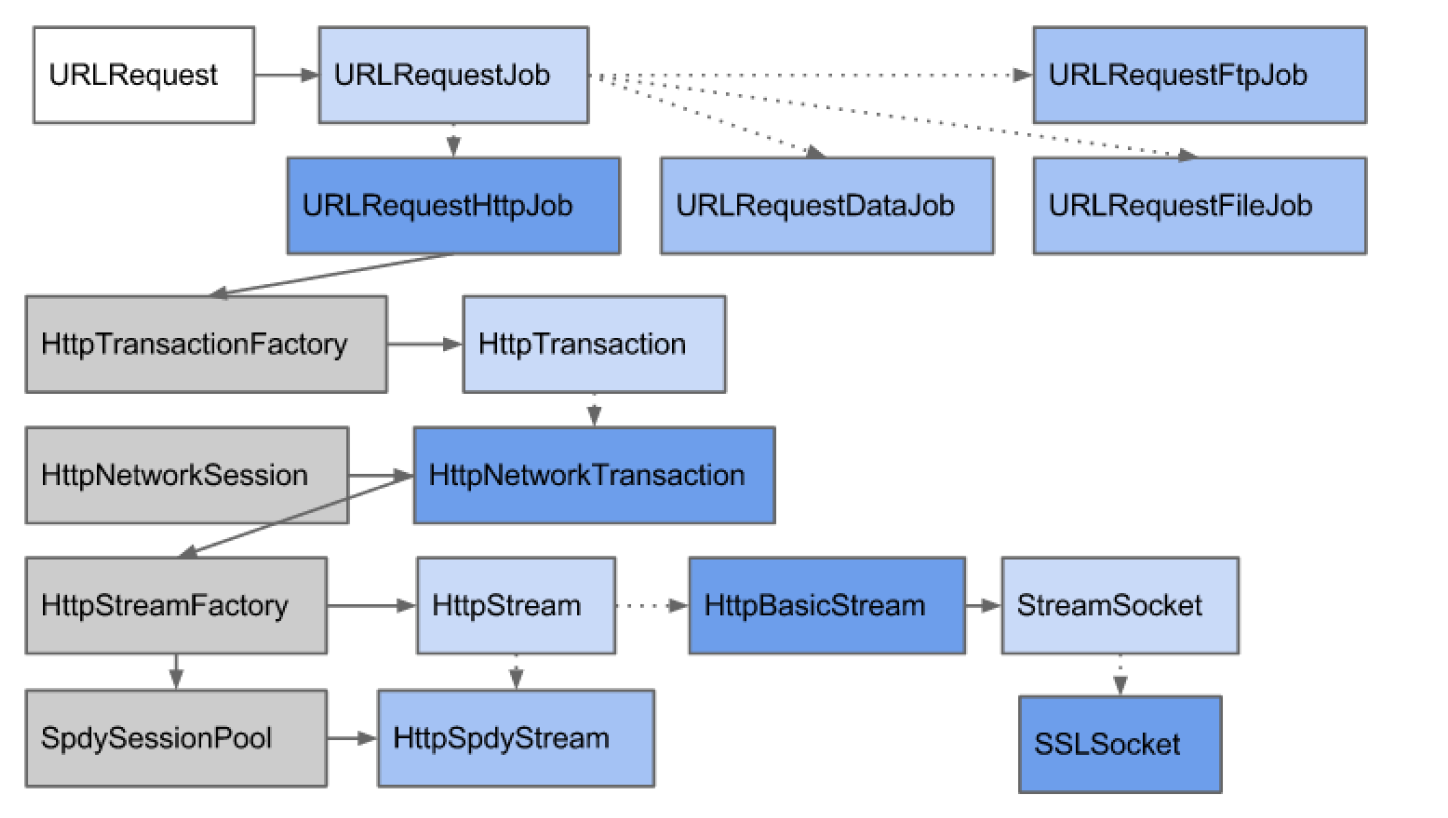 URLRequest
URLRequestJob
URLRequestFtpJob
URLRequestHttpJob
URLRequestDataJob
URLRequestFileJob
HttpTransactionFactory
HttpTransaction
HttpNetworkSession
HttpNetworkTransaction
HttpStreamFactory
HttpStream
HttpBasicStream
StreamSocket
SpdySessionPool
HttpSpdyStream
SSLSocket